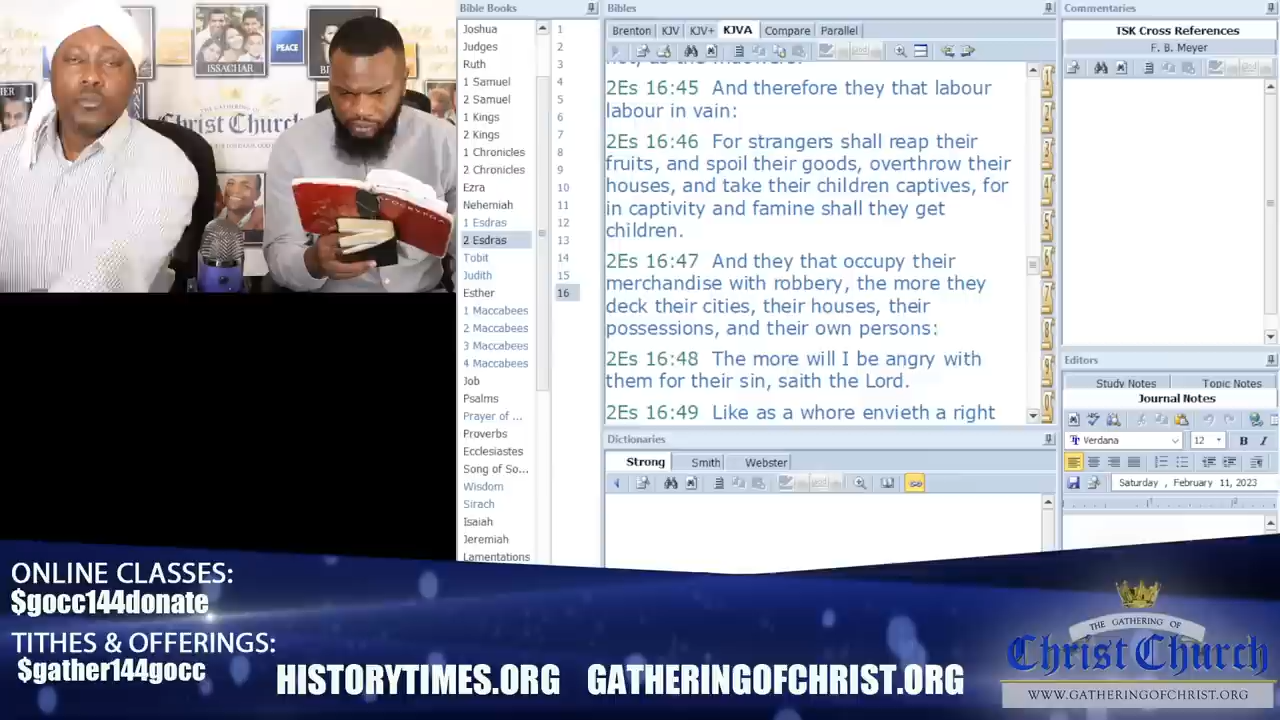 ISSACHAR
PEACE
THE GATHERING OF
Christ Church
APOCRYPHA
Bible Books
Joshua
Judges
Ruth
1 Samuel
2 Samuel
1 Kings
2 Kings
1 Chronicles
2 Chronicles
Ezra
Nehemiah
1 Esdras
2 Esdras
Tobit
Judith
Esther
1 Maccabees
2 Maccabees
3 Maccabees
4 Maccabees
Job
Psalms
Prayer of ...
Proverbs
Ecclesiastes
Song of So...
Wisdom
Sirach
Isaiah
Jeremiah
Lamentations
1
2
3
4
5
6
7
8
9
10
11
12
13
14
15
16
Bibles
Brenton KJV KJV+ KJVA Compare Parallel
2Es 16:45 And therefore they that labour
labour in vain:
2Es 16:46 For strangers shall reap their
fruits, and spoil their goods, overthrow their
houses, and take their children captives, for
in captivity and famine shall they get
children.
2Es 16:47 And they that occupy their
merchandise with robbery, the more they
deck their cities, their houses, their
possessions, and their own persons:
2Es 16:48 The more will I be angry with
them for their sin, saith the Lord.
2Es 16:49 Like as a whore envieth a right
Dictionaries
Strong Smith Webster
Commentaries
TSK Cross References
F. B. Meyer
Editors
Study Notes Topic Notes
Journal Notes
Verdana 12 B I
Saturday , February 11, 2023
ONLINE CLASSES:
$gocc144donate
TITHES & OFFERINGS:
$gather144gocc
HISTORYTIMES.ORG GATHERINGOFCHRIST.ORG
THE GATHERING OF
Christ Church
WWW.GATHERINGOFCHRIST.ORG